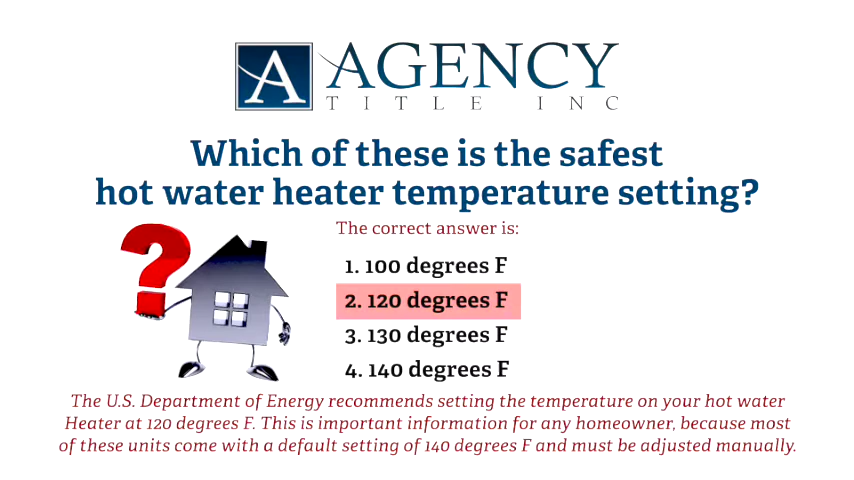 A AGENCY
TITLE INC
Which of these is the safest
hot water heater temperature setting?
The correct answer is:
1. 100 degrees F
2. 120 degrees F
3. 130 degrees F
4. 140 degrees F
The U.S. Department of Energy recommends setting the temperature on your hot water
Heater at 120 degrees F. This is important information for any homeowner, because most
of these units come with a default setting of 140 degrees F and must be adjusted manually.